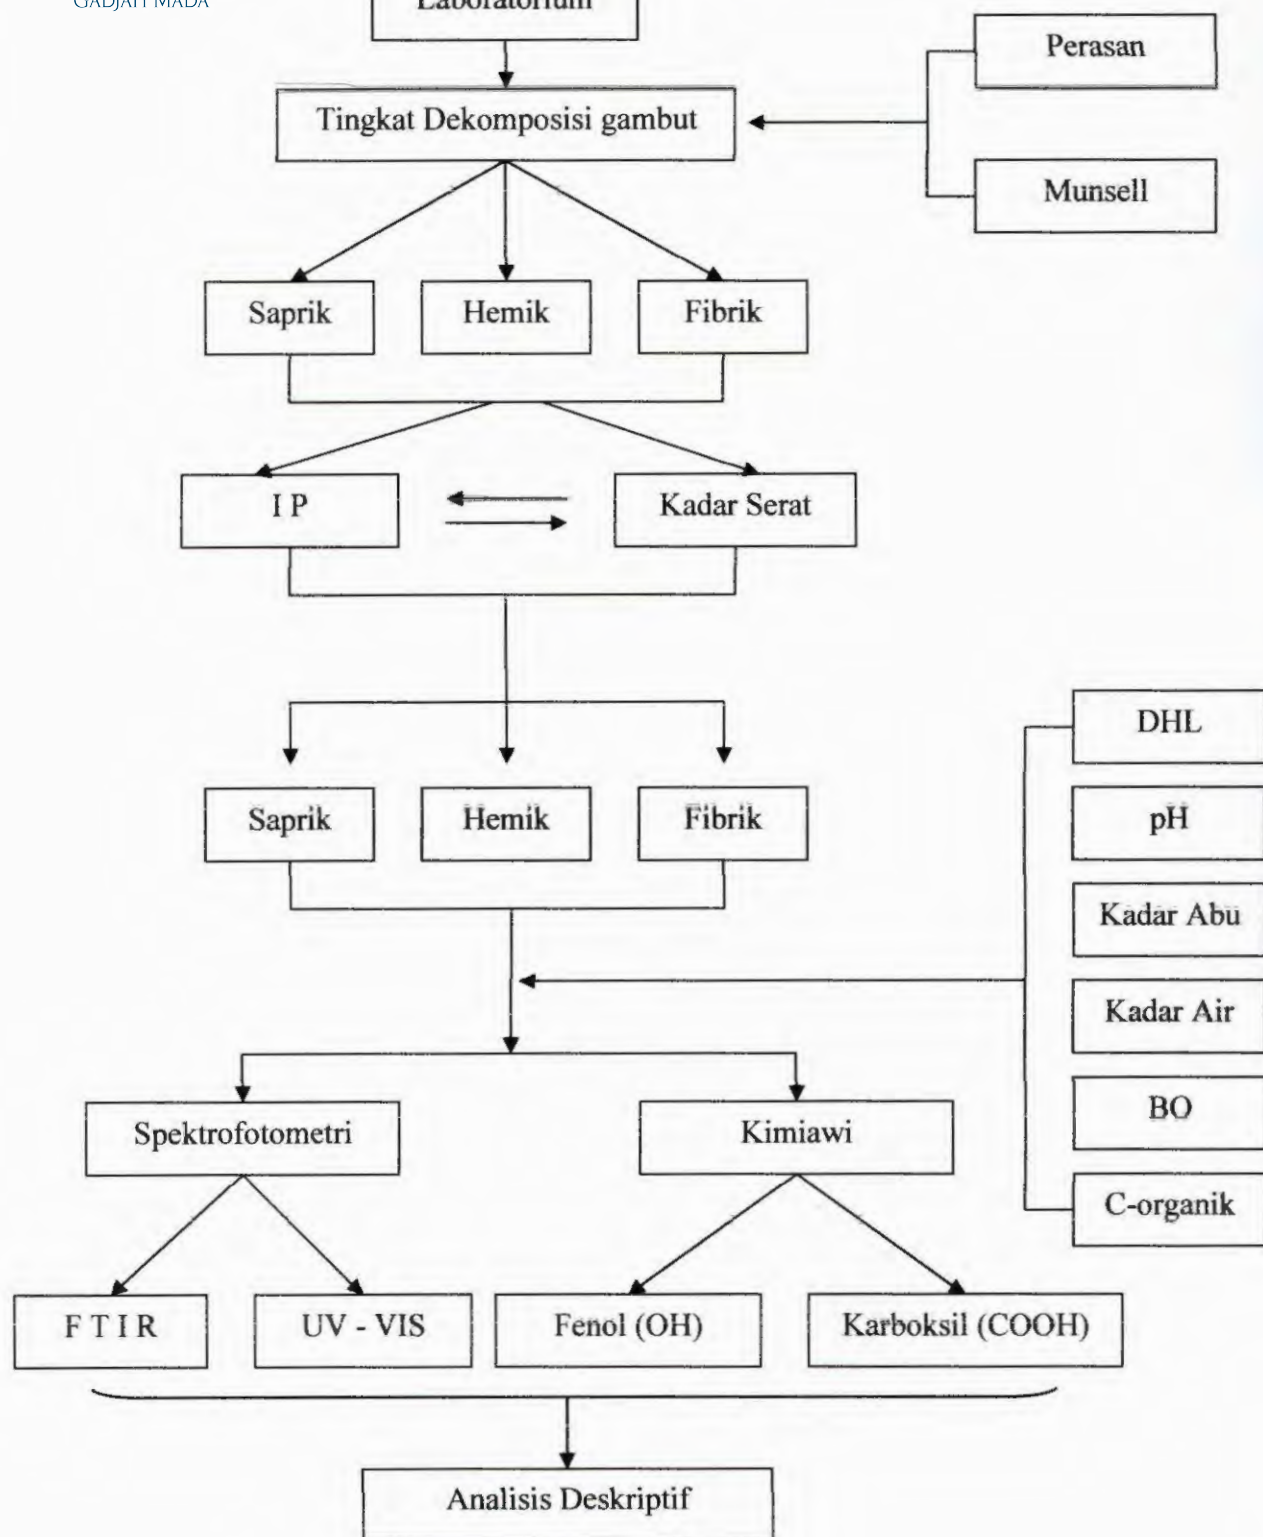 GADJAH MADA
Laboratorium
Perasan
Tingkat Dekomposisi gambut
Munsell
Saprik
Hemik
Fibrik
I P
Kadar Serat
DHL
Saprik
Hemik
Fibrik
pH
Kadar Abu
Kadar Air
Spektrofotometri
Kimiawi
BO
C-organik
F T I R
UV - VIS
Fenol (OH)
Karboksil (COOH)
Analisis Deskriptif